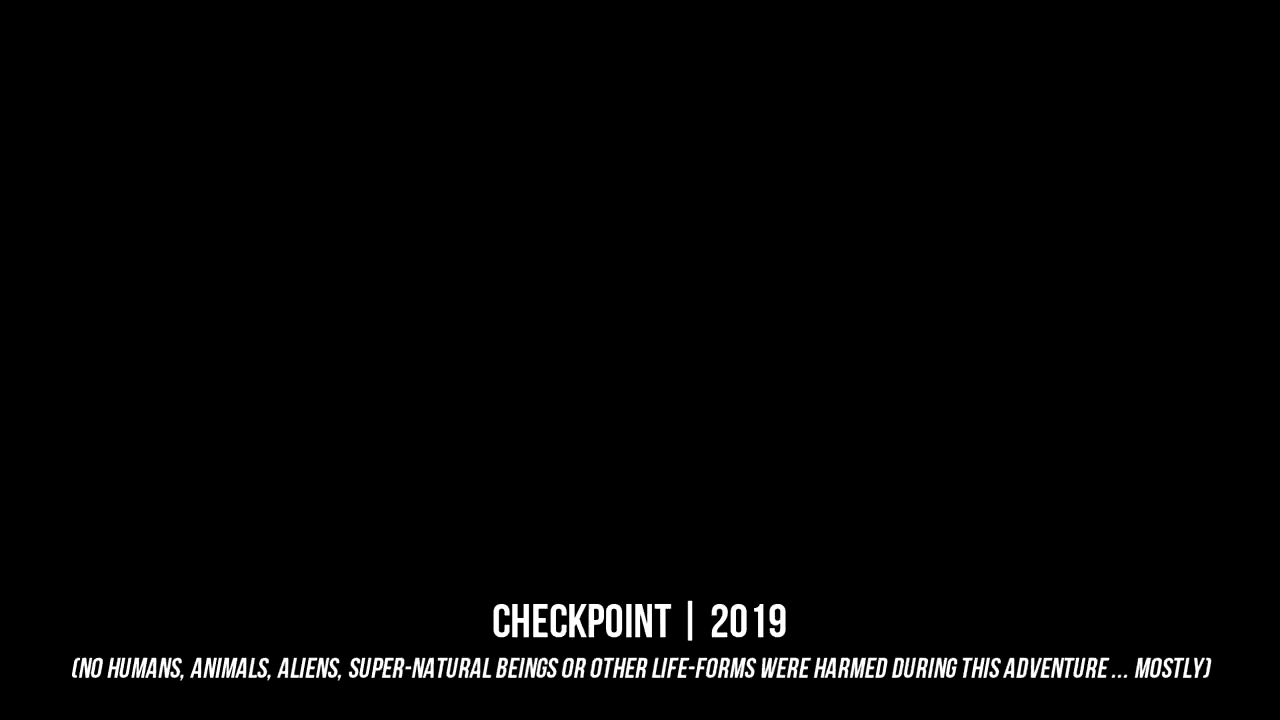 CHECKPOINT | 2019
(NO HUMANS, ANIMALS, ALIENS, SUPER-NATURAL BEINGS OR OTHER LIFE-FORMS WERE HARMED DURING THIS ADVENTURE ... MOSTLY)